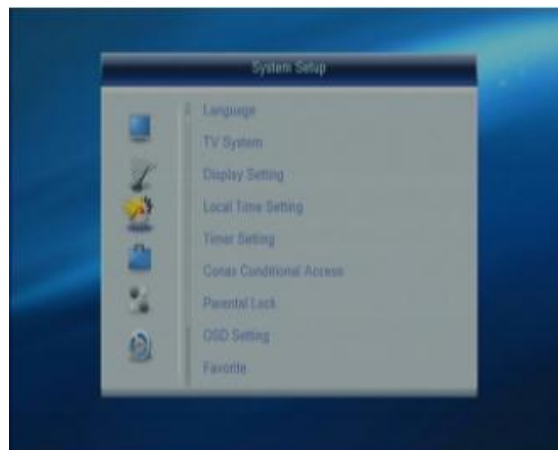 System Setup
Language
TV System
Display Setting
Local Time Setting
Timer Setting
Conax Conditional Access
Parental Lock
OSD Setting
Favorite